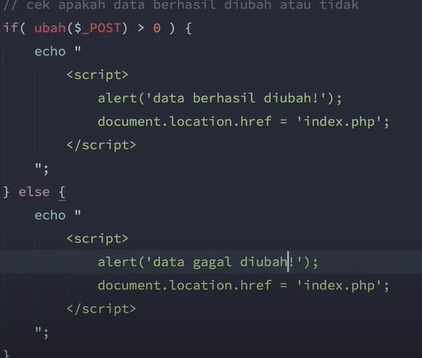 // cek apakah data berhasil diubah atau tidak
if( ubah($_POST) > 0 ) {
    echo "
        <script>
            alert('data berhasil diubah!');
            document.location.href = 'index.php';
        </script>
    ";
} else {
    echo "
        <script>
            alert('data gagal diubah!');
            document.location.href = 'index.php';
        </script>
    ";
}